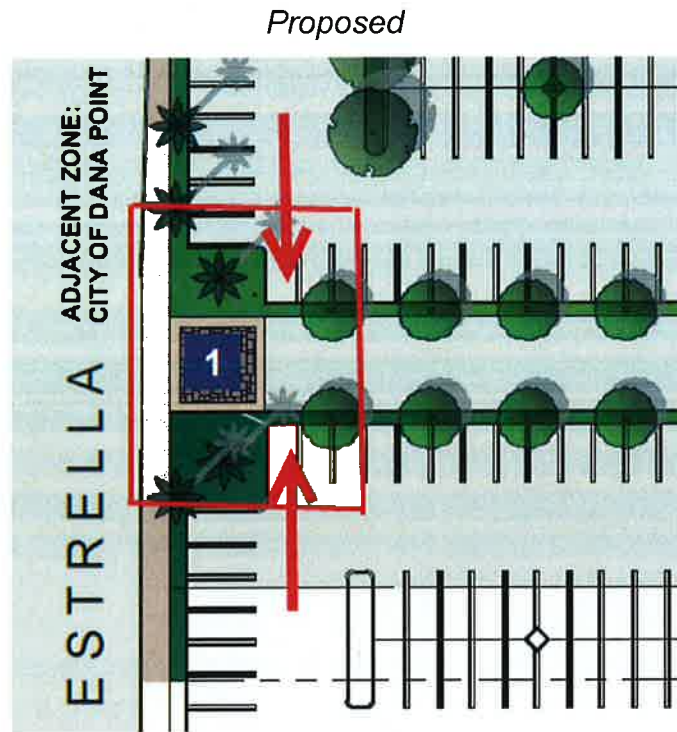 Proposed
ADJACENT ZONE:
CITY OF DANA POINT
ESTRELLA
1